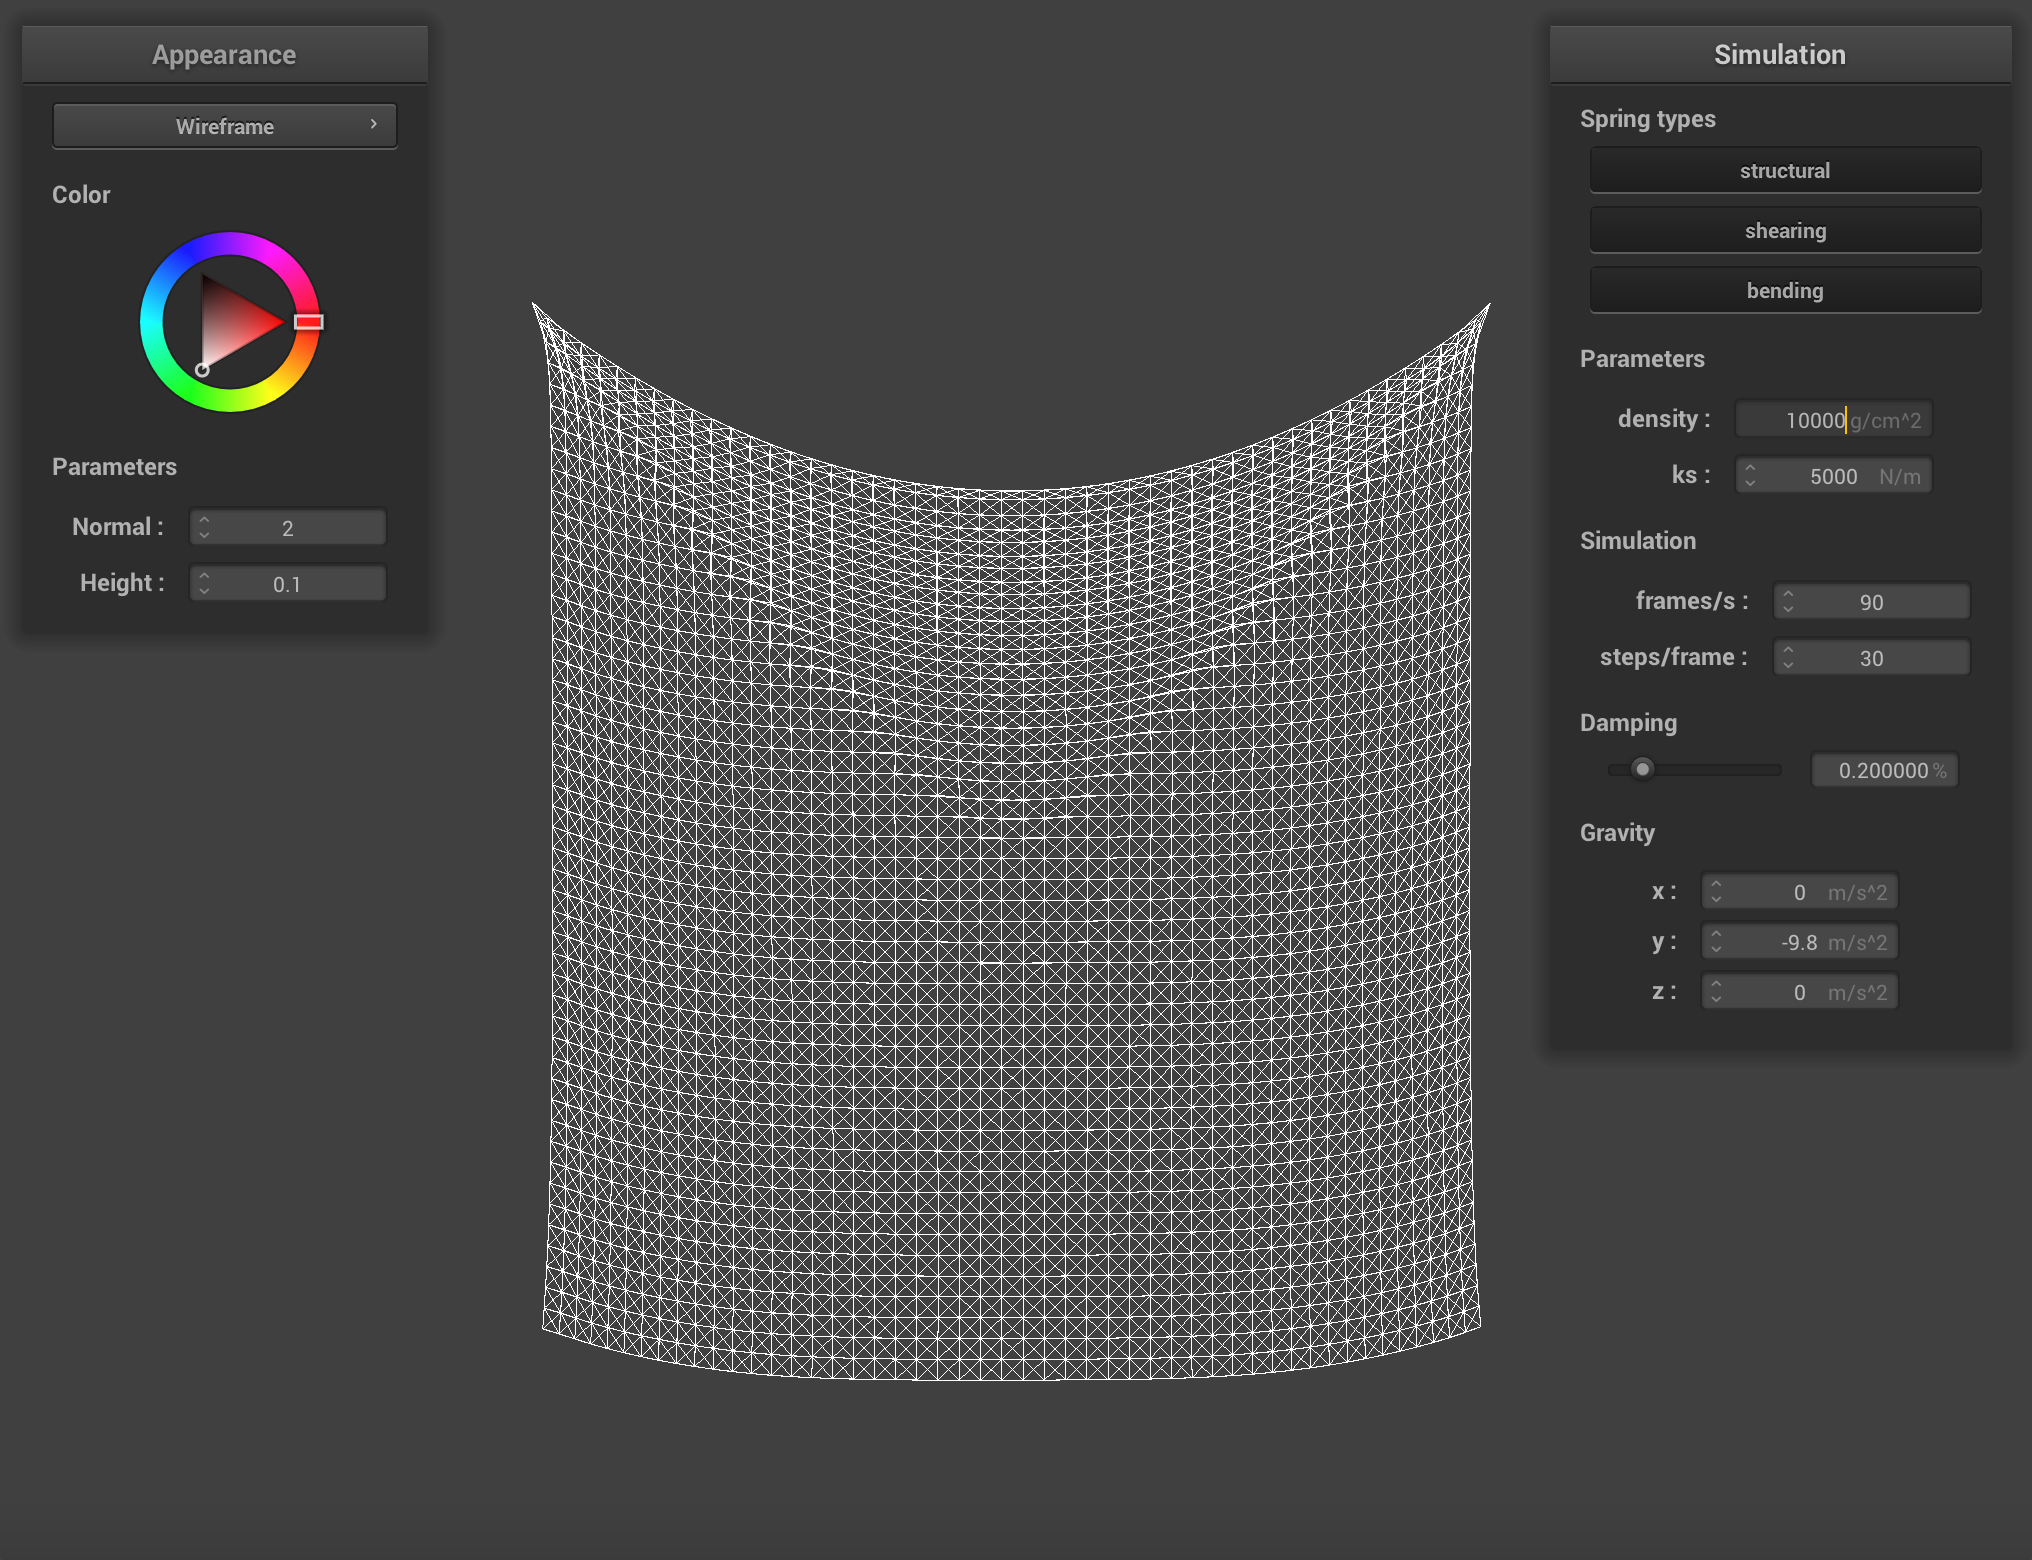 Appearance
Wireframe
Color
Parameters
Normal : 2
Height : 0.1
Simulation
Spring types
structural
shearing
bending
Parameters
density : 10000 g/cm^2
ks : 5000 N/m
Simulation
frames/s : 90
steps/frame : 30
Damping
0.200000 %
Gravity
x : 0 m/s^2
y : -9.8 m/s^2
z : 0 m/s^2